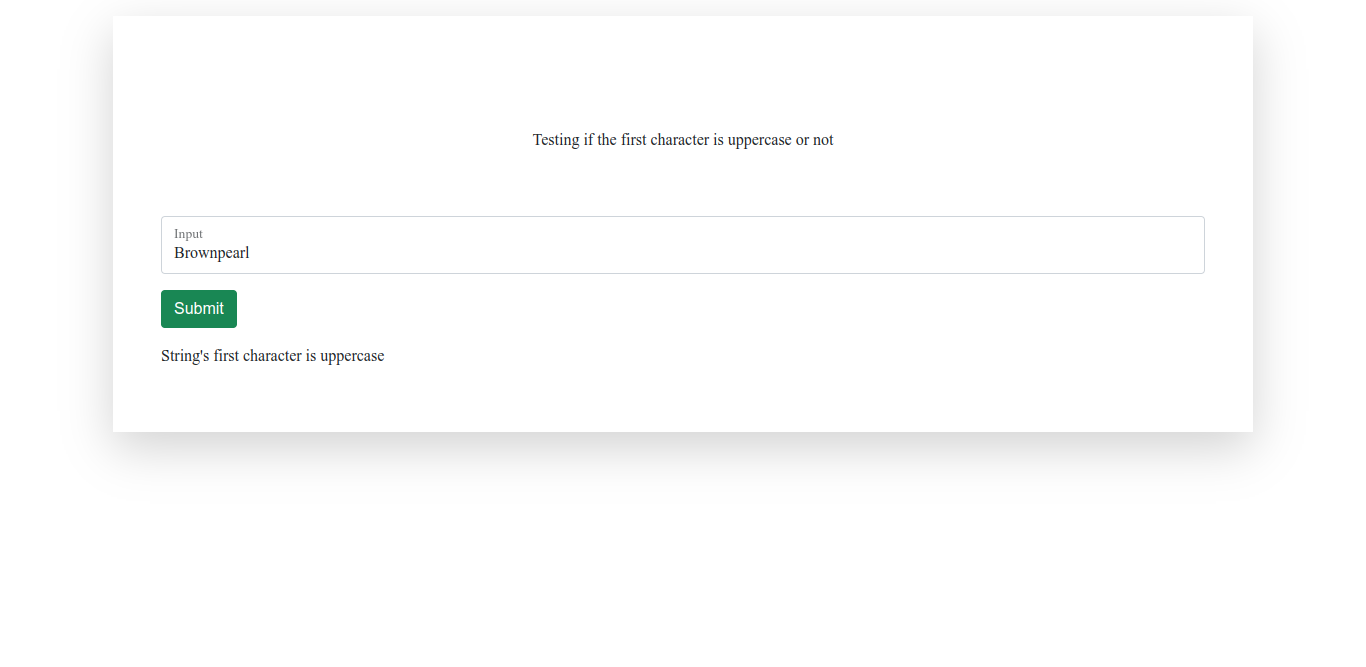 Testing if the first character is uppercase or not
Input
Brownpearl
Submit
String's first character is uppercase